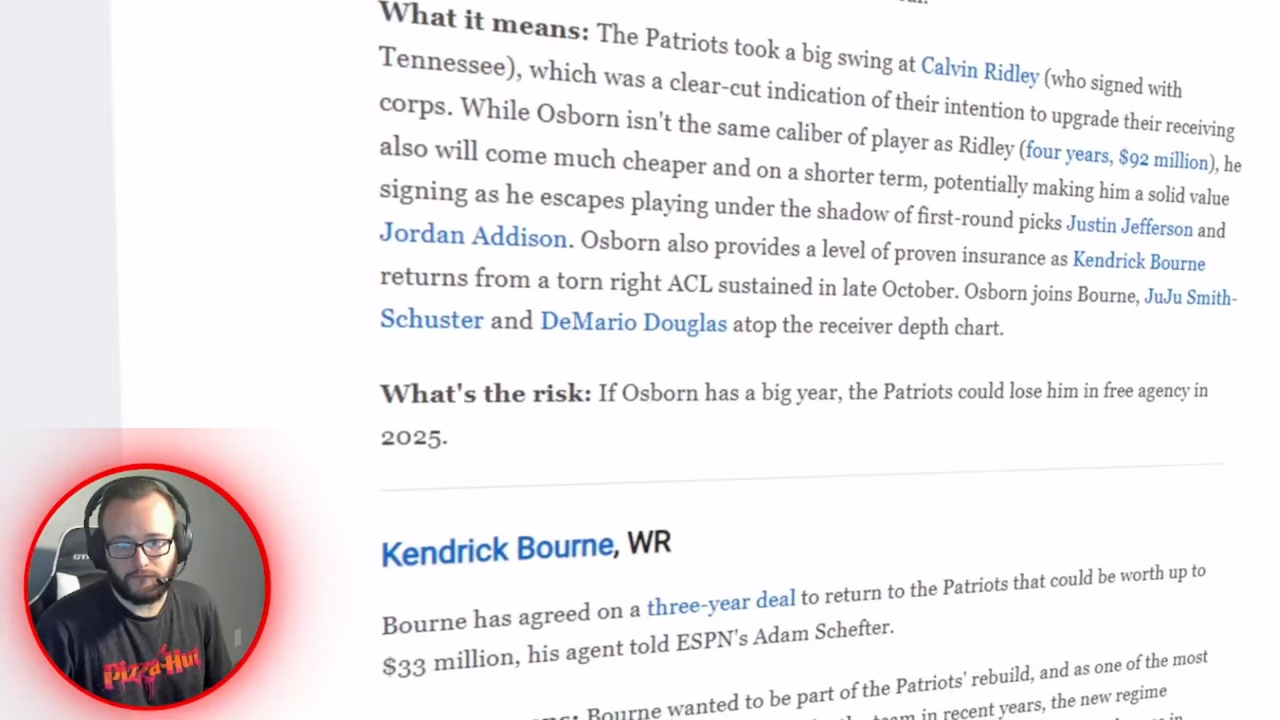 What it means: The Patriots took a big swing at Calvin Ridley (who signed with
Tennessee), which was a clear-cut indication of their intention to upgrade their receiving
corps. While Osborn isn't the same caliber of player as Ridley (four years, $92 million), he
also will come much cheaper and on a shorter term, potentially making him a solid value
signing as he escapes playing under the shadow of first-round picks Justin Jefferson and
Jordan Addison. Osborn also provides a level of proven insurance as Kendrick Bourne
returns from a torn right ACL sustained in late October. Osborn joins Bourne, JuJu Smith-
Schuster and DeMario Douglas atop the receiver depth chart.
What's the risk: If Osborn has a big year, the Patriots could lose him in free agency in
2025.
Kendrick Bourne, WR
Bourne has agreed on a three-year deal to return to the Patriots that could be worth up to
$33 million, his agent told ESPN's Adam Schefter.
Bourne wanted to be part of the Patriots' rebuild, and as one of the most
team in recent years, the new regime
Pizza Hut